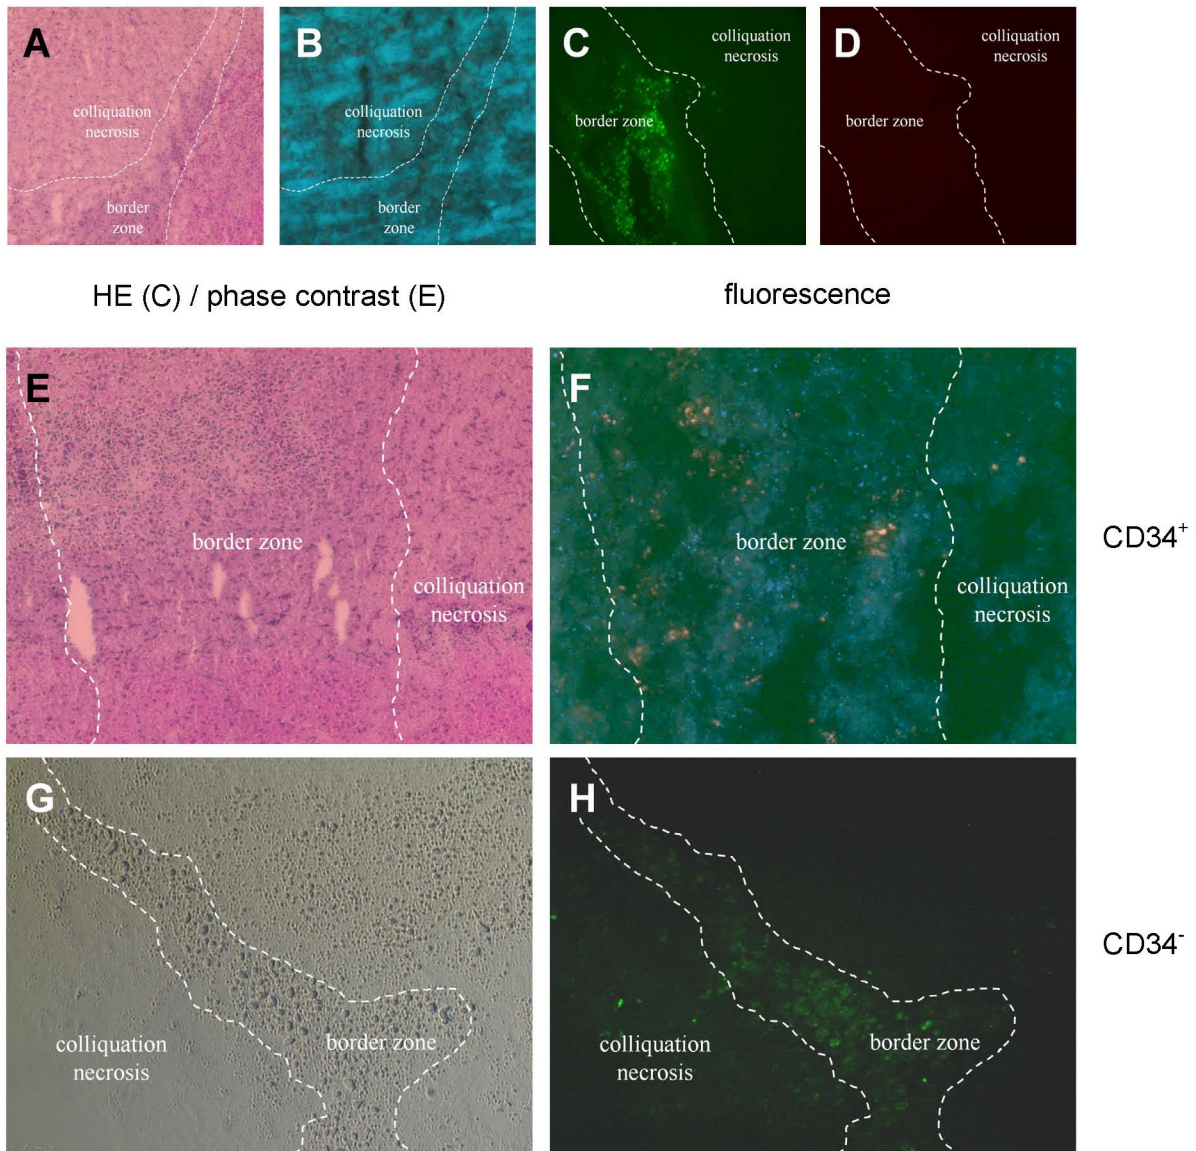 A
colliquation
necrosis
border
zone
B
colliquation
necrosis
border
zone
C
colliquation
necrosis
border zone
D
colliquation
necrosis
border zone
HE (C) / phase contrast (E)
fluorescence
E
border zone
colliquation
necrosis
F
border zone
colliquation
necrosis
CD34⁺
G
colliquation
necrosis
border zone
H
colliquation
necrosis
border zone
CD34⁻